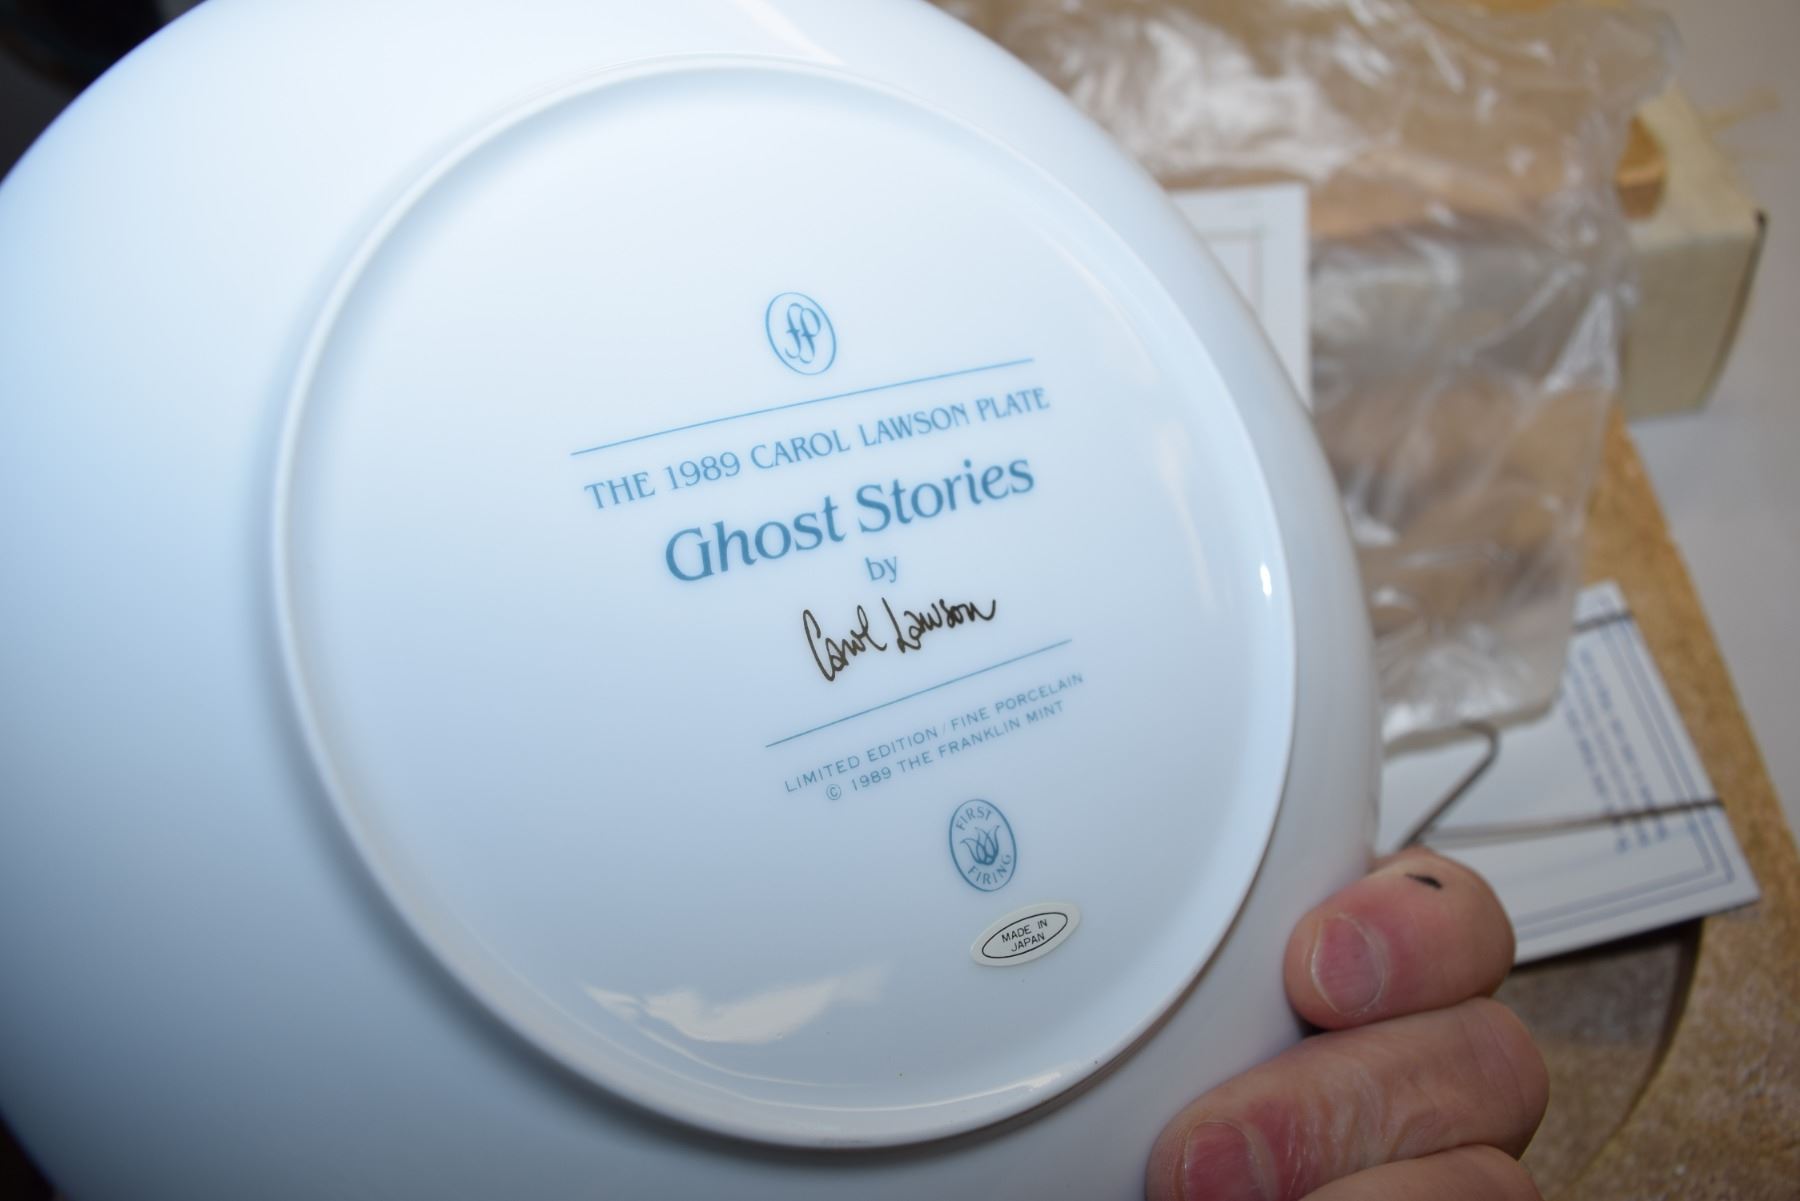 fp
THE 1989 CAROL LAWSON PLATE
Ghost Stories
by
Carol Lawson
LIMITED EDITION / FINE PORCELAIN
© 1989 THE FRANKLIN MINT
FIRST
FIRING
MADE IN
JAPAN